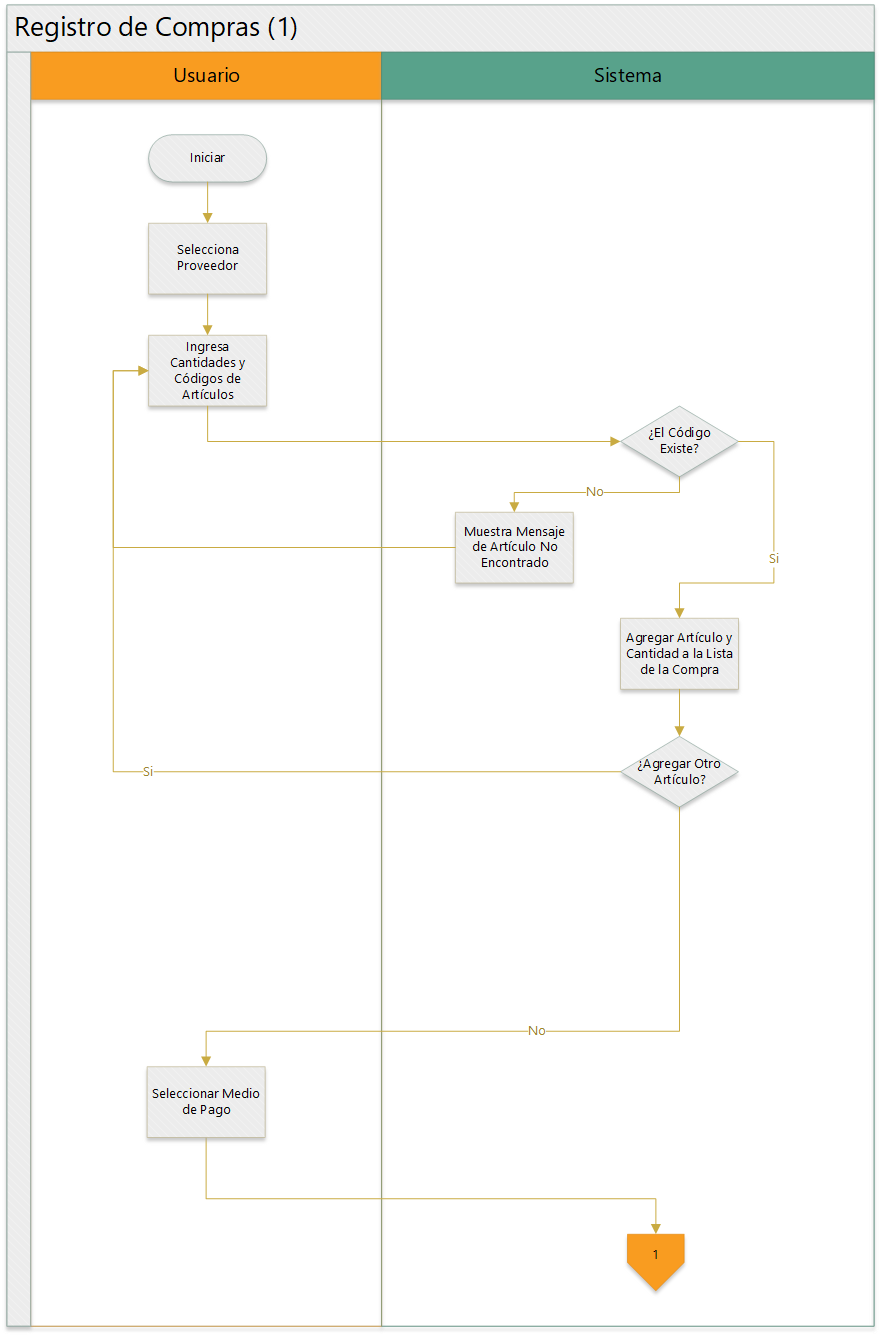 Registro de Compras (1)
Usuario
Sistema
Iniciar
Selecciona
Proveedor
Ingresa
Cantidades y
Códigos de
Artículos
¿El Código
Existe?
No
Muestra Mensaje
de Artículo No
Encontrado
Si
Agregar Artículo y
Cantidad a la Lista
de la Compra
¿Agregar Otro
Artículo?
Si
No
Seleccionar Medio
de Pago
1